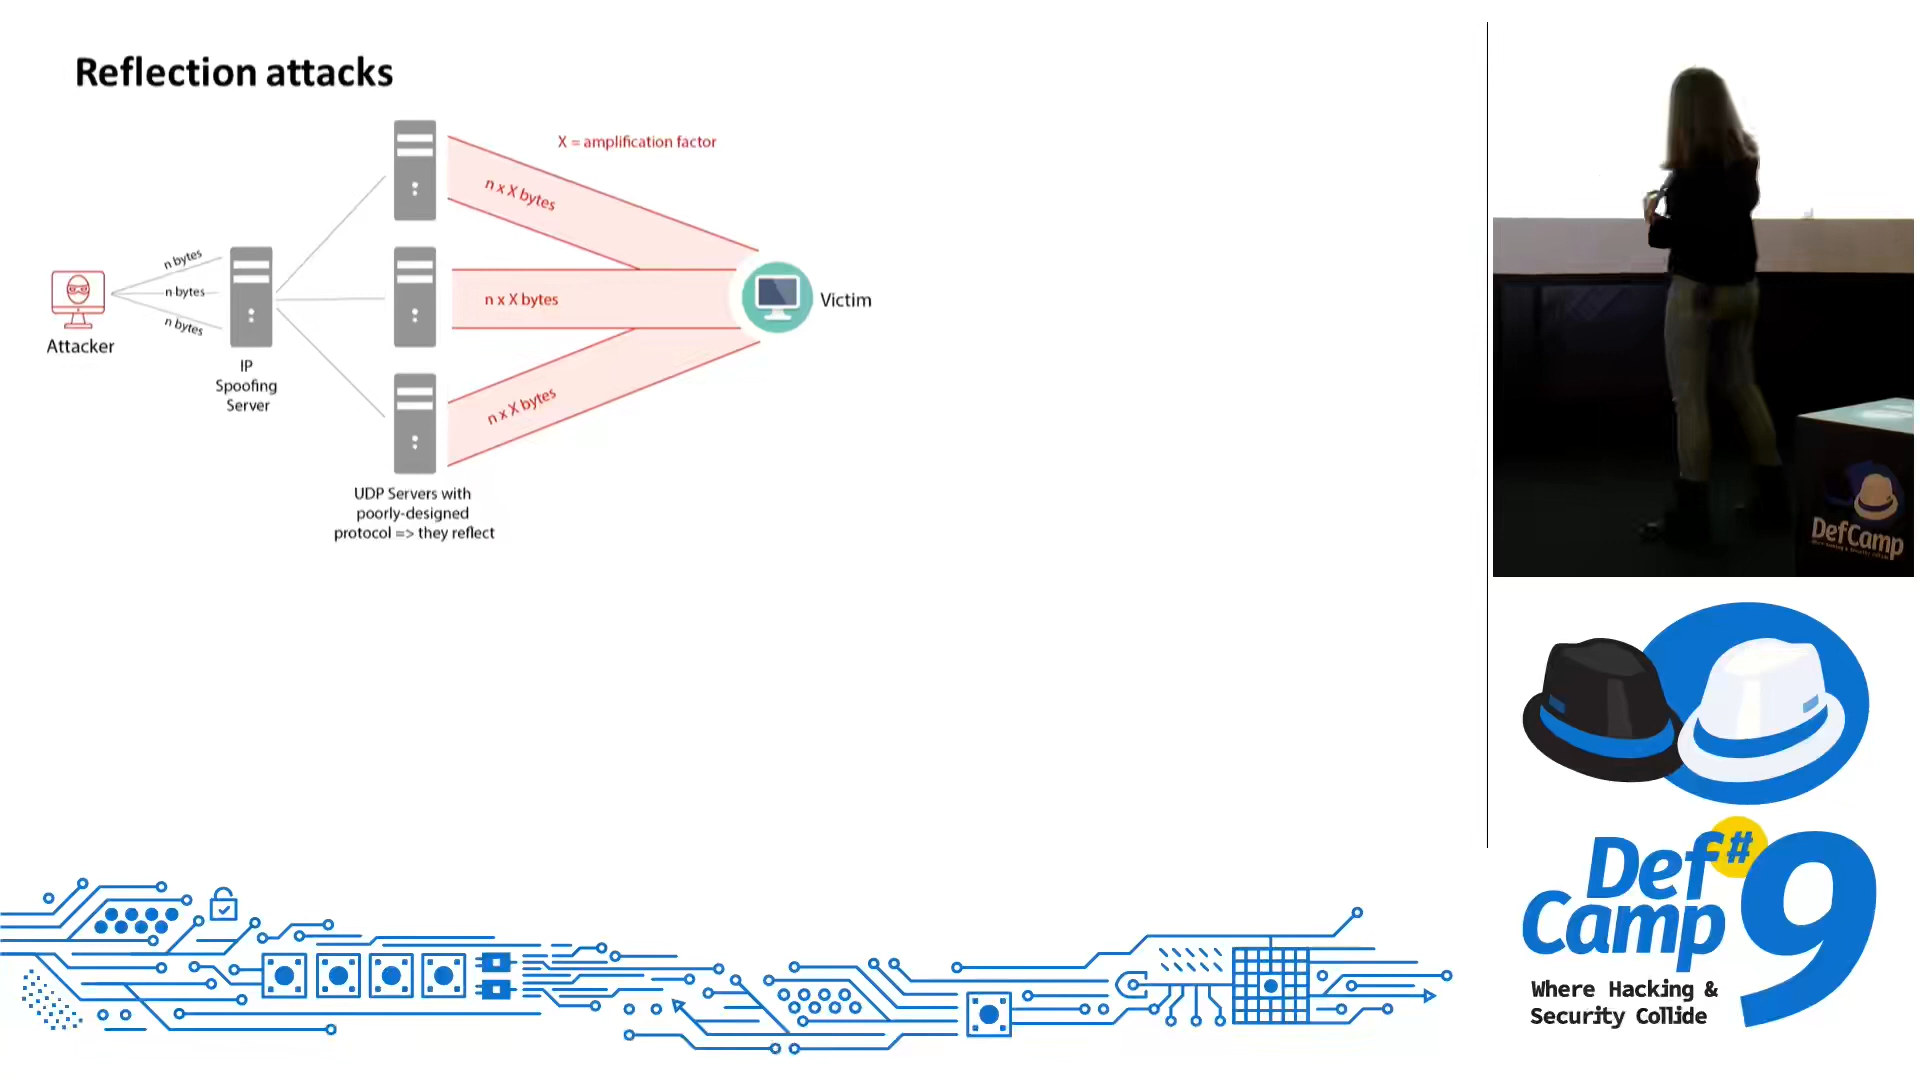 Reflection attacks
X = amplification factor
n x X bytes
n bytes
n bytes
n bytes
n x X bytes
Victim
Attacker
IP
Spoofing
Server
n x X bytes
UDP Servers with
poorly-designed
protocol => they reflect
DefCamp
Def
Camp
#9
Where Hacking &
Security Collide